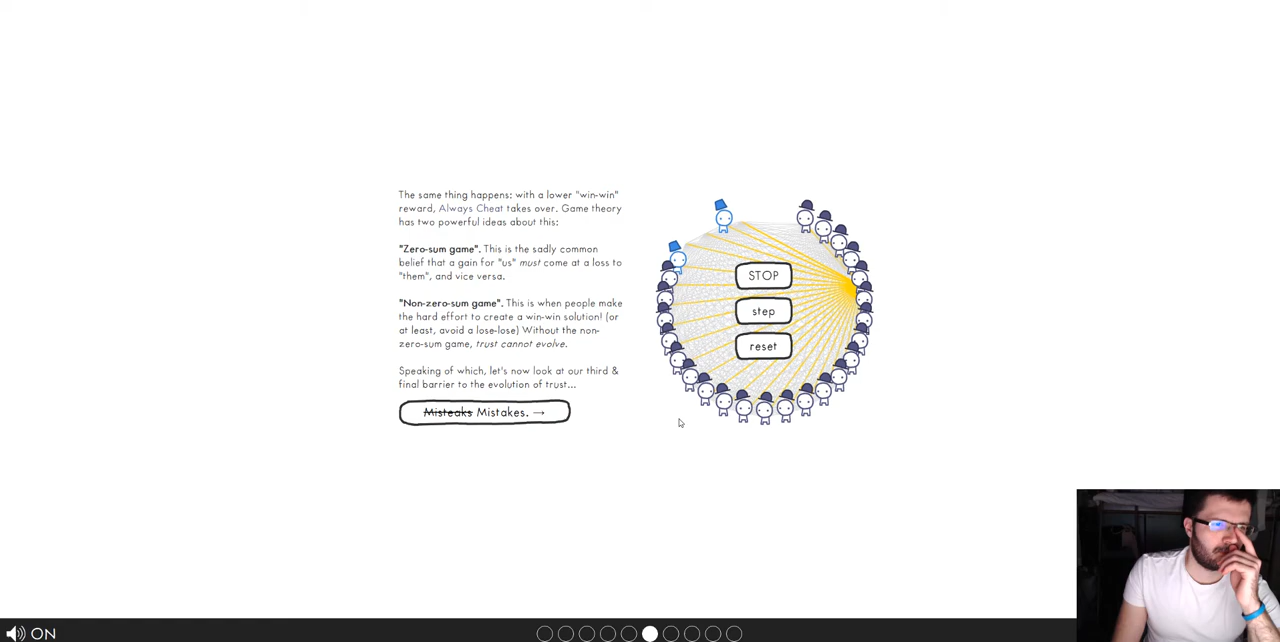 The same thing happens: with a lower "win-win"
reward, Always Cheat takes over. Game theory
has two powerful ideas about this:
"Zero-sum game". This is the sadly common
belief that a gain for "us" must come at a loss to
"them", and vice versa.
"Non-zero-sum game". This is when people make
the hard effort to create a win-win solution! (or
at least, avoid a lose-lose) Without the non-
zero-sum game, trust cannot evolve.
Speaking of which, let's now look at our third &
final barrier to the evolution of trust...
Misteaks Mistakes. →
STOP
step
reset
ON